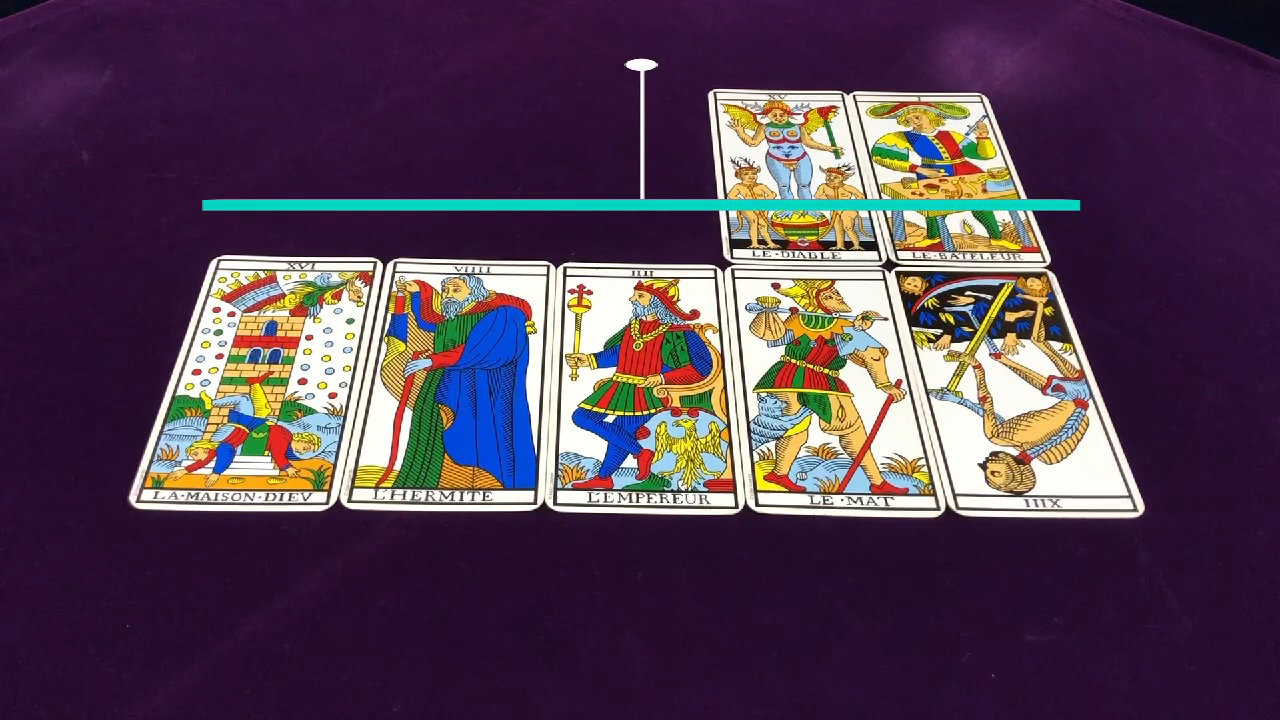 XV
I
LE·DIABLE
LE·BATELEUR
XVI
VIIII
IIII
LA·MAISON·DIEV
L'HERMITE
L'EMPEREUR
LE·MAT
XIII